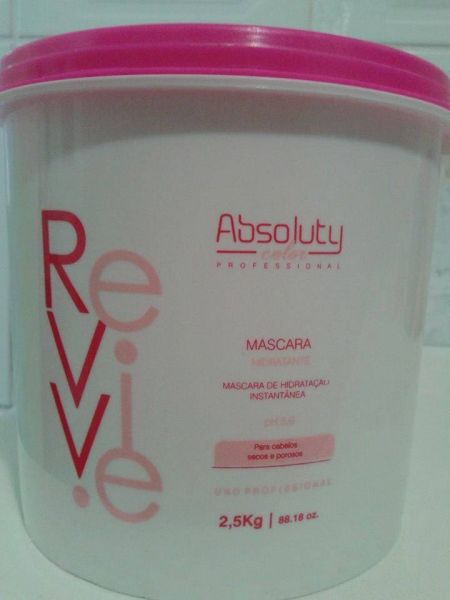 ReVive
Absoluty
color
PROFESSIONAL
MASCARA
HIDRATANTE
MASCARA DE HIDRATAÇÃO
INSTANTÂNEA
pH
Para cabelos
secos e porosos
USO PROFISSIONAL
2,5Kg | 88.18 oz.